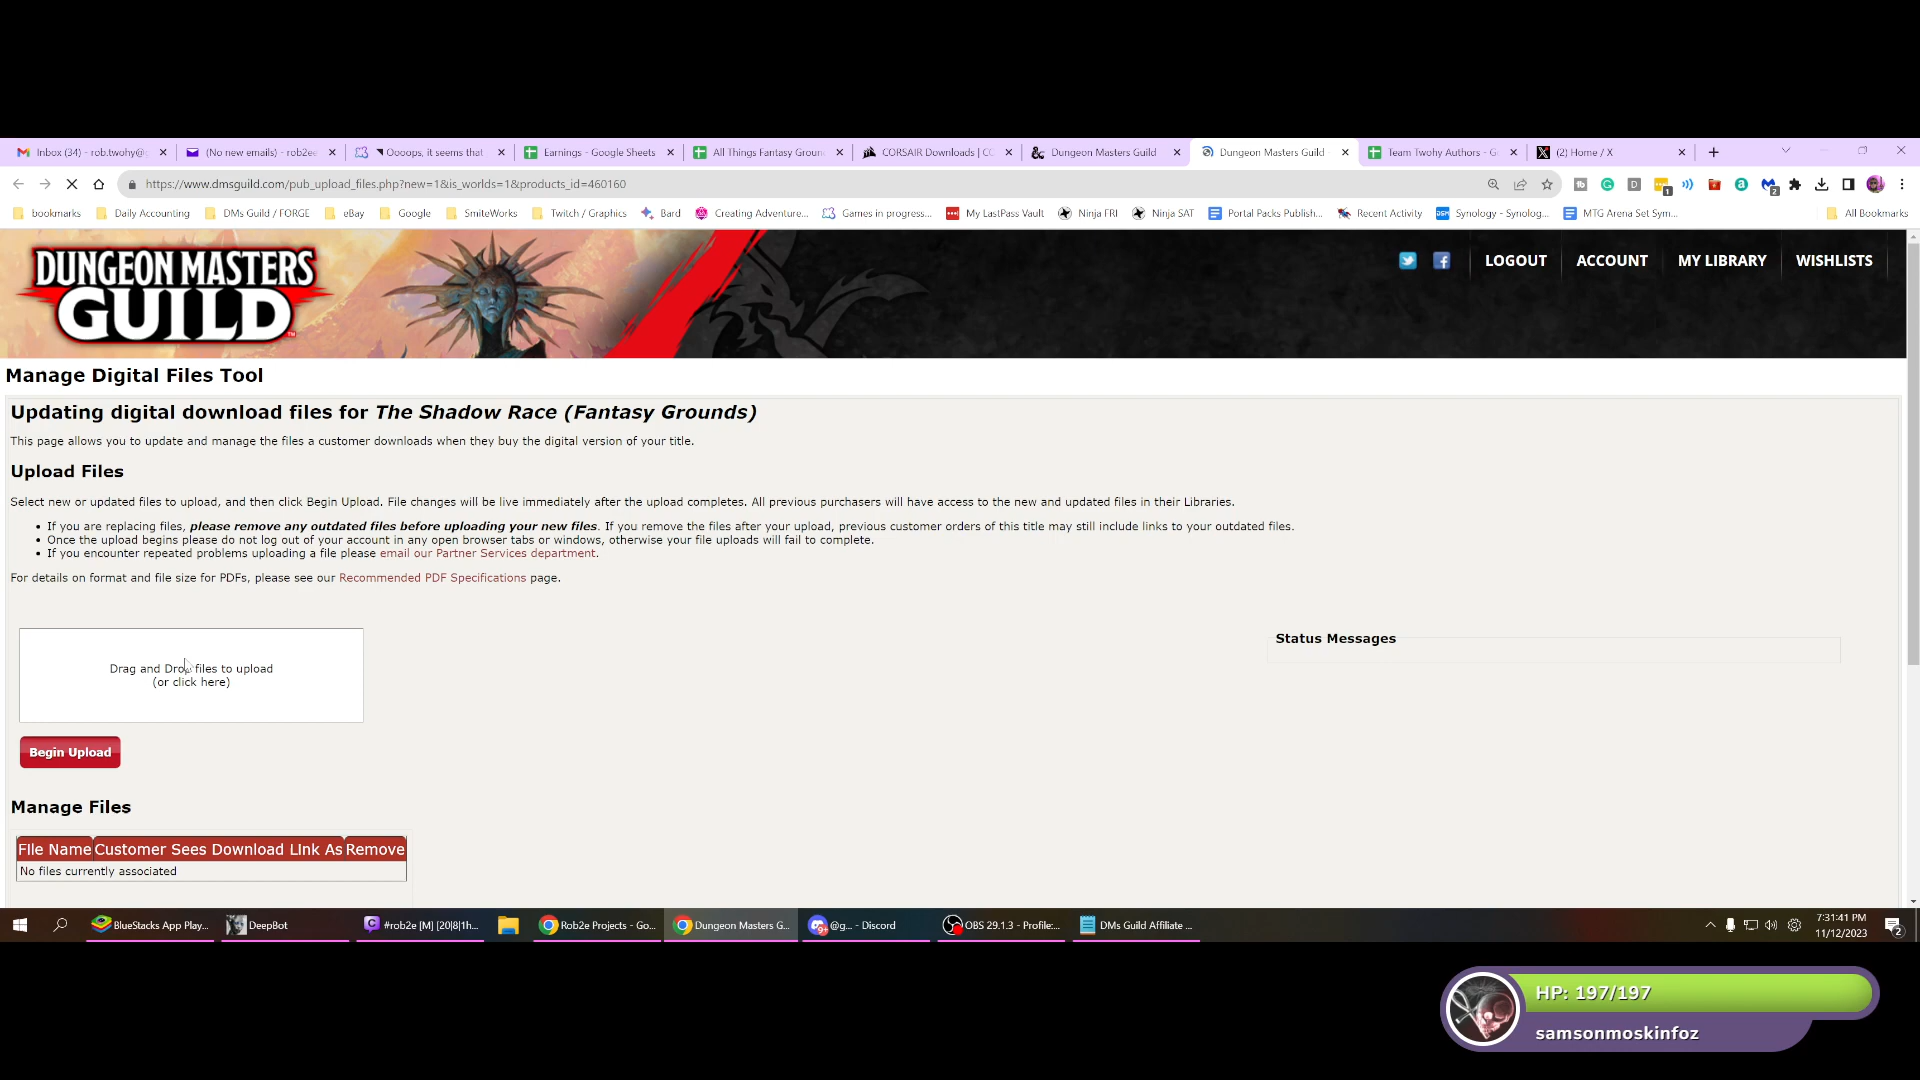 Inbox (34) - rob.twohy@g
(No new emails) - rob2ee
Oooops, it seems that
Earnings - Google Sheets
All Things Fantasy Groun
CORSAIR Downloads | CO
Dungeon Masters Guild
Dungeon Masters Guild
Team Twohy Authors - G
(2) Home / X
https://www.dmsguild.com/pub_upload_files.php?new=1&is_worlds=1&products_id=460160
bookmarks
Daily Accounting
DMs Guild / FORGE
eBay
Google
SmiteWorks
Twitch / Graphics
Bard
Creating Adventure...
Games in progress...
My LastPass Vault
Ninja FRI
Ninja SAT
Portal Packs Publish...
Recent Activity
Synology - Synolog...
MTG Arena Set Sym...
All Bookmarks
DUNGEON MASTERS
GUILD
LOGOUT
ACCOUNT
MY LIBRARY
WISHLISTS
Manage Digital Files Tool
Updating digital download files for The Shadow Race (Fantasy Grounds)
This page allows you to update and manage the files a customer downloads when they buy the digital version of your title.
Upload Files
Select new or updated files to upload, and then click Begin Upload. File changes will be live immediately after the upload completes. All previous purchasers will have access to the new and updated files in their Libraries.
If you are replacing files, please remove any outdated files before uploading your new files. If you remove the files after your upload, previous customer orders of this title may still include links to your outdated files.
Once the upload begins please do not log out of your account in any open browser tabs or windows, otherwise your file uploads will fail to complete.
If you encounter repeated problems uploading a file please email our Partner Services department.
For details on format and file size for PDFs, please see our Recommended PDF Specifications page.
Drag and Drop files to upload
(or click here)
Status Messages
Begin Upload
Manage Files
File Name
Customer Sees Download Link As
Remove
No files currently associated
BlueStacks App Play...
DeepBot
#rob2e [M] [20|8|1h...
Rob2e Projects - Go...
Dungeon Masters G...
@g... - Discord
OBS 29.1.3 - Profile:...
DMs Guild Affiliate ...
7:31:41 PM
11/12/2023
HP: 197/197
samsonmoskinfoz